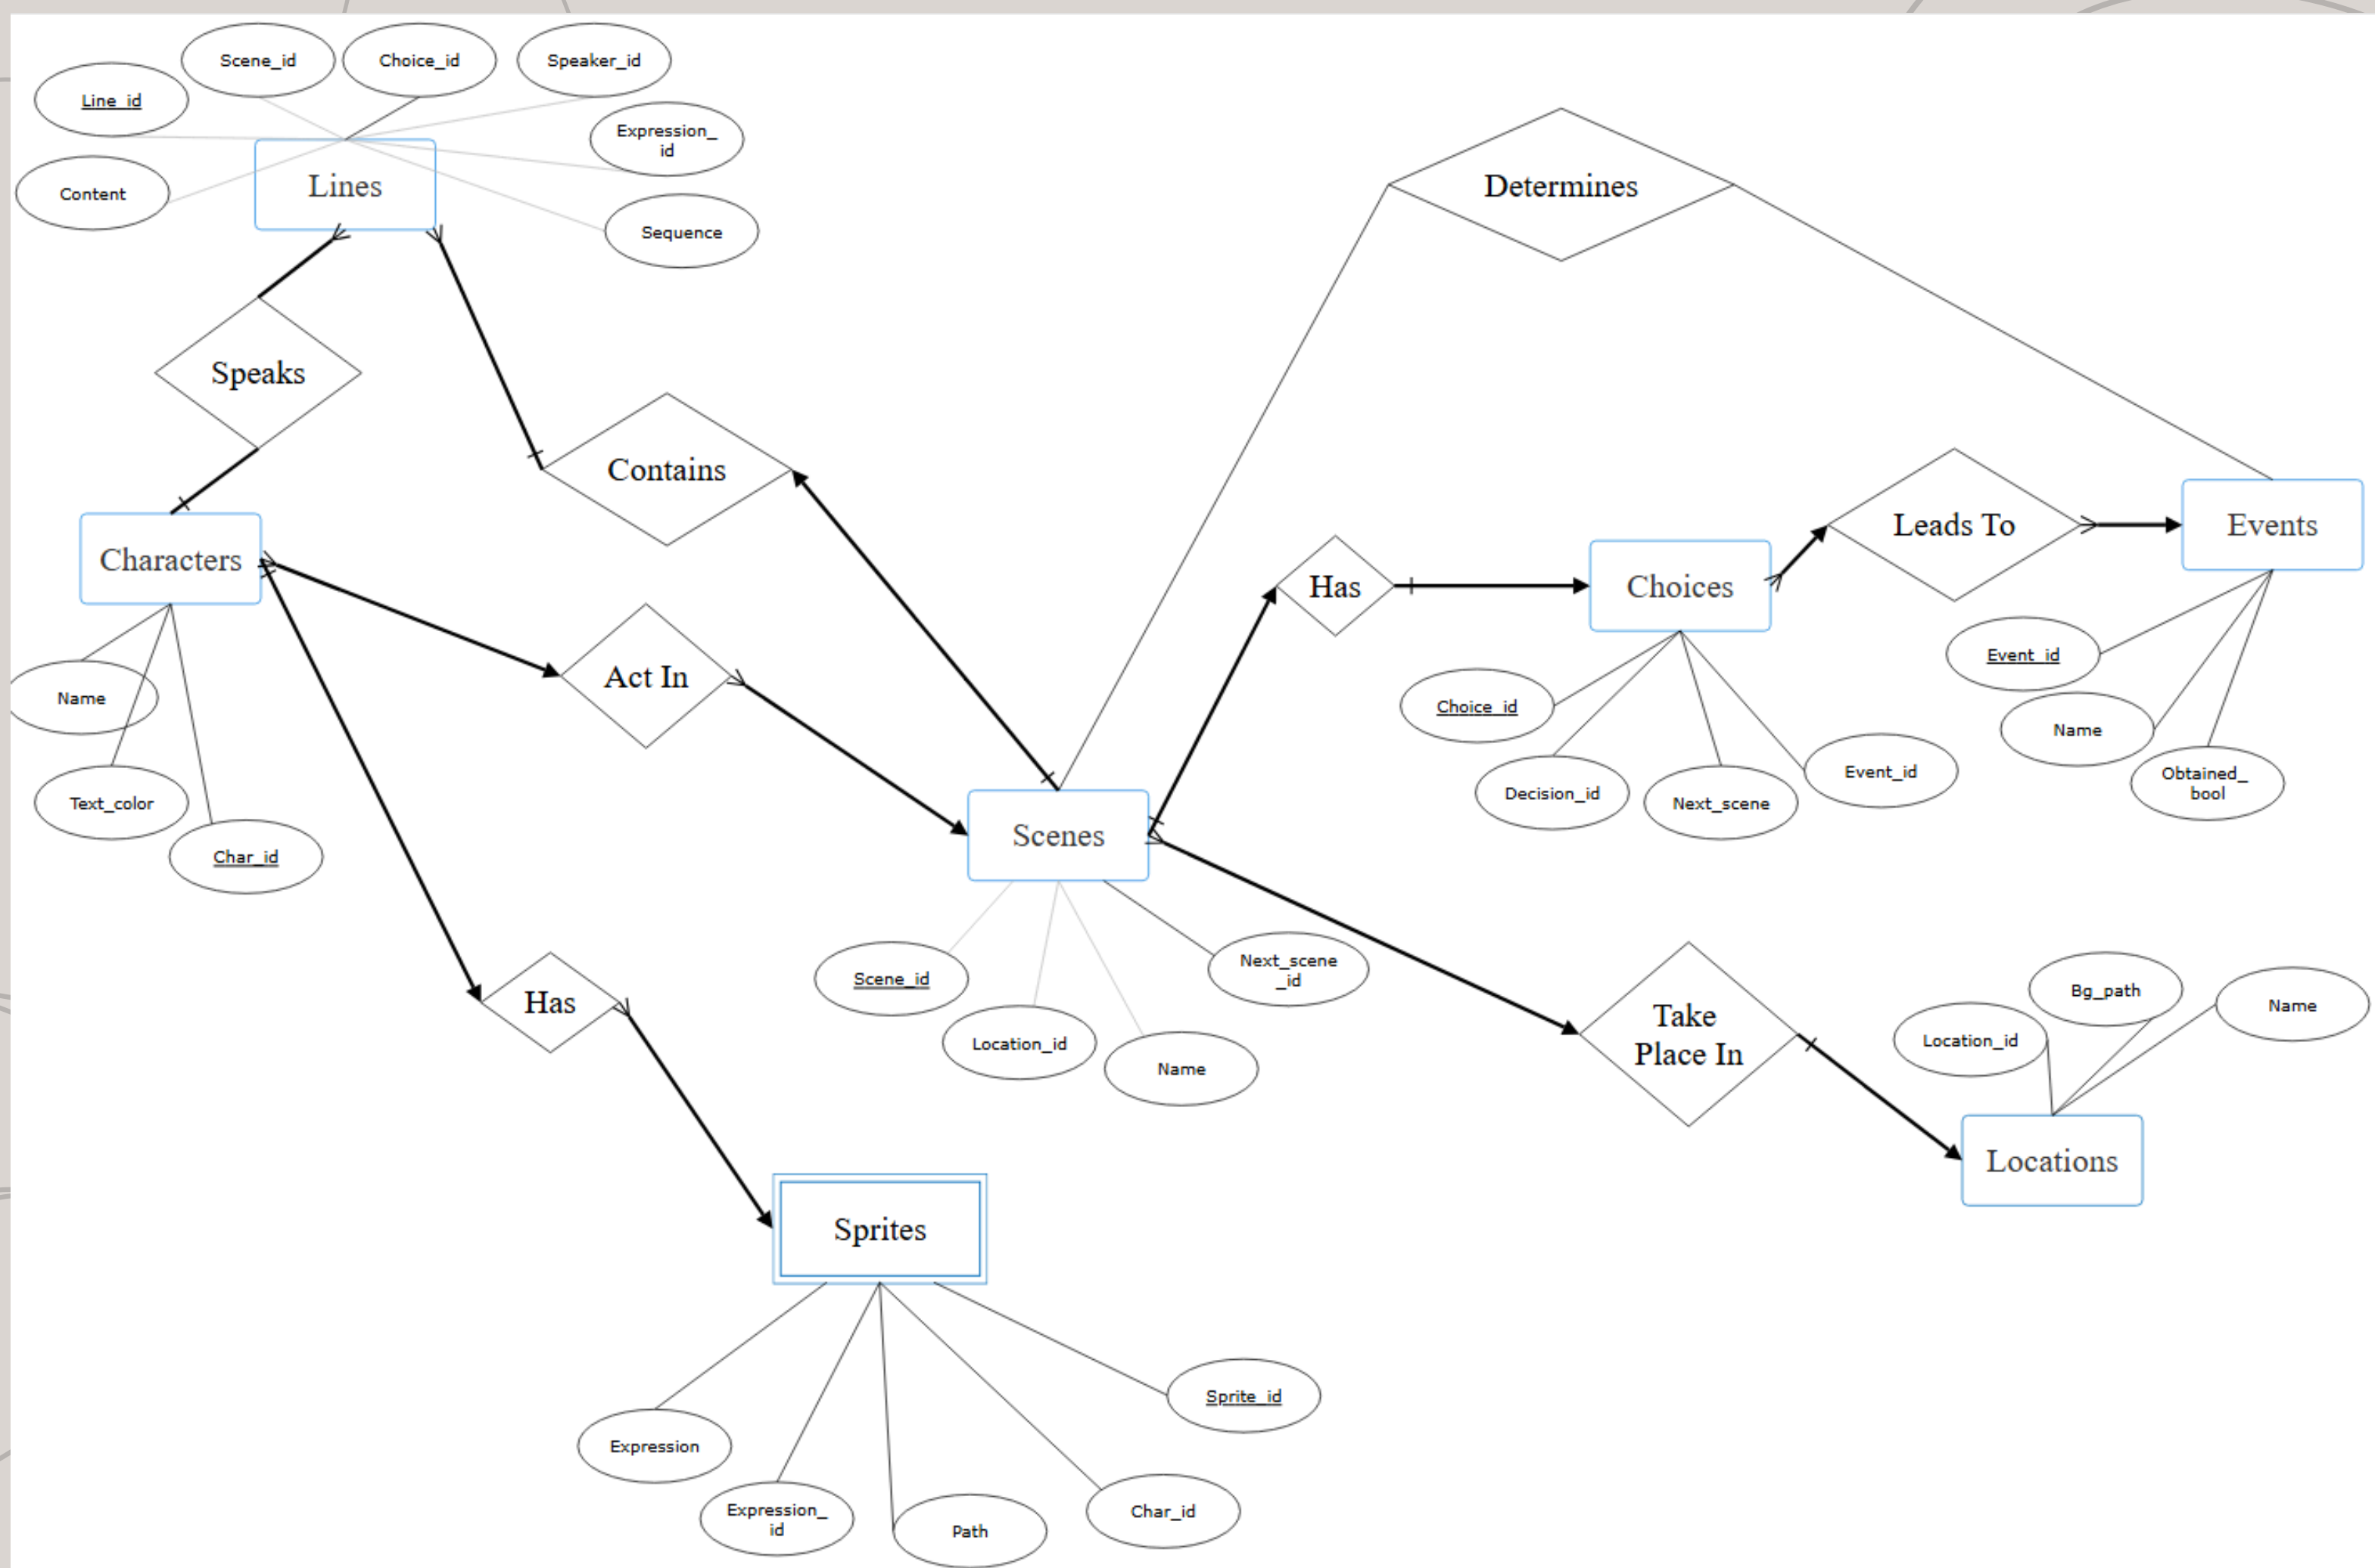 Scene_id
Choice_id
Speaker_id
Line_id
Expression_
id
Content
Lines
Sequence
Determines
Speaks
Contains
Characters
Act In
Has
Choices
Leads To
Events
Name
Text_color
Char_id
Event_id
Name
Obtained_
bool
Choice_id
Decision_id
Next_scene
Event_id
Scenes
Scene_id
Location_id
Name
Next_scene
_id
Has
Take
Place In
Location_id
Bg_path
Name
Locations
Sprites
Expression
Expression_
id
Path
Char_id
Sprite_id